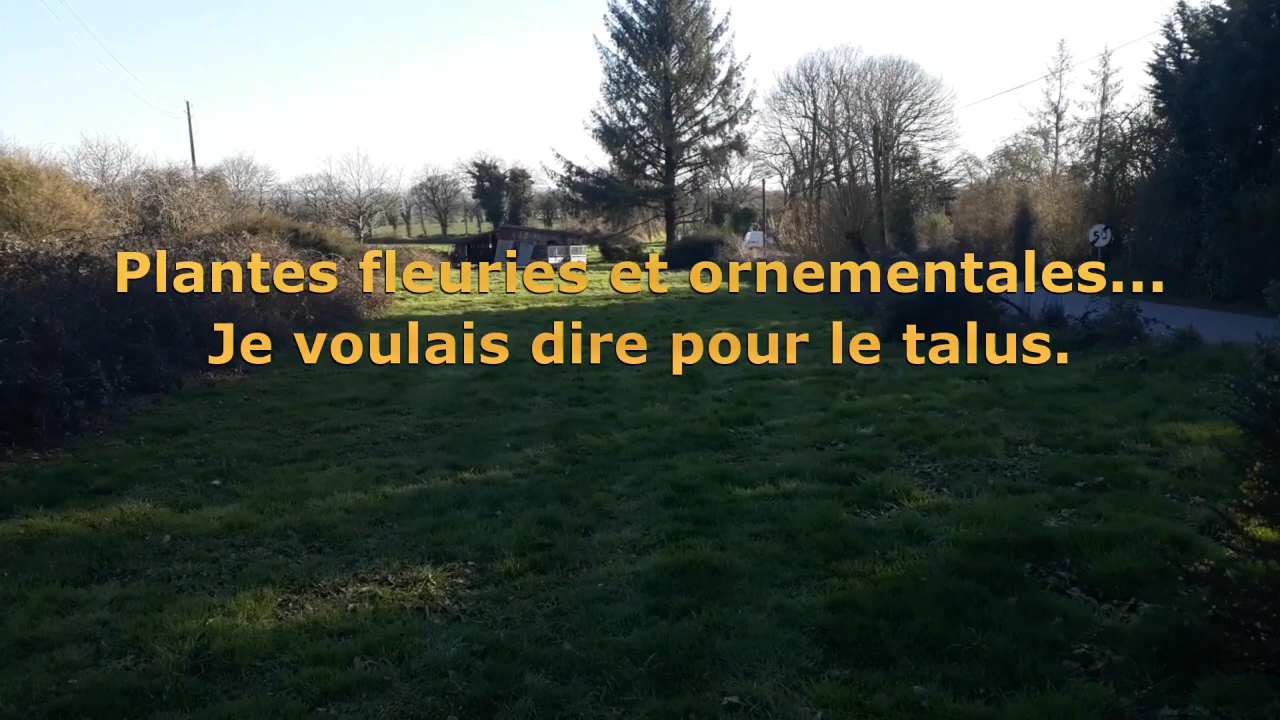 Plantes fleuries et ornementales...
Je voulais dire pour le talus.